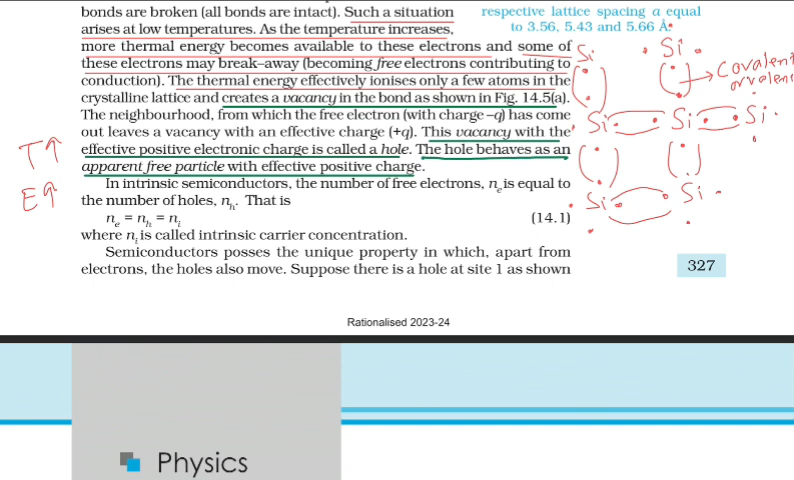 bonds are broken (all bonds are intact). Such a situation
arises at low temperatures. As the temperature increases,
more thermal energy becomes available to these electrons and some of
these electrons may break–away (becoming free electrons contributing to
conduction). The thermal energy effectively ionises only a few atoms in the
crystalline lattice and creates a vacancy in the bond as shown in Fig. 14.5(a).
The neighbourhood, from which the free electron (with charge –q) has come
out leaves a vacancy with an effective charge (+q). This vacancy with the
effective positive electronic charge is called a hole. The hole behaves as an
apparent free particle with effective positive charge.
In intrinsic semiconductors, the number of free electrons, nₑ is equal to
the number of holes, nₕ. That is
nₑ = nₕ = nᵢ (14.1)
where nᵢ is called intrinsic carrier concentration.
Semiconductors posses the unique property in which, apart from
electrons, the holes also move. Suppose there is a hole at site 1 as shown
respective lattice spacing a equal
to 3.56, 5.43 and 5.66 Å.
Si Si
Covalent
Si Si Si
Si Si
T↑
E↑
327
Rationalised 2023-24
Physics